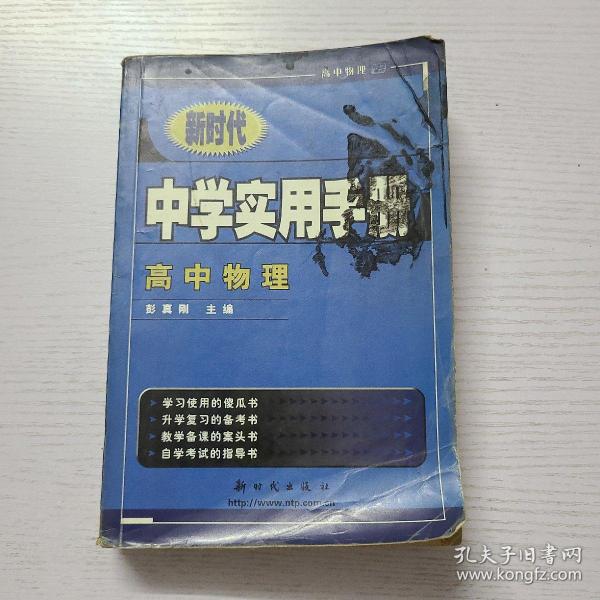 高中物理
新时代
中学实用手册
高中物理
彭真刚 主编
学习使用的傻瓜书
升学复习的备考书
教学备课的案头书
自学考试的指导书
新时代出版社
http://www.ntp.com.cn
孔夫子旧书网
www.kongfz.com